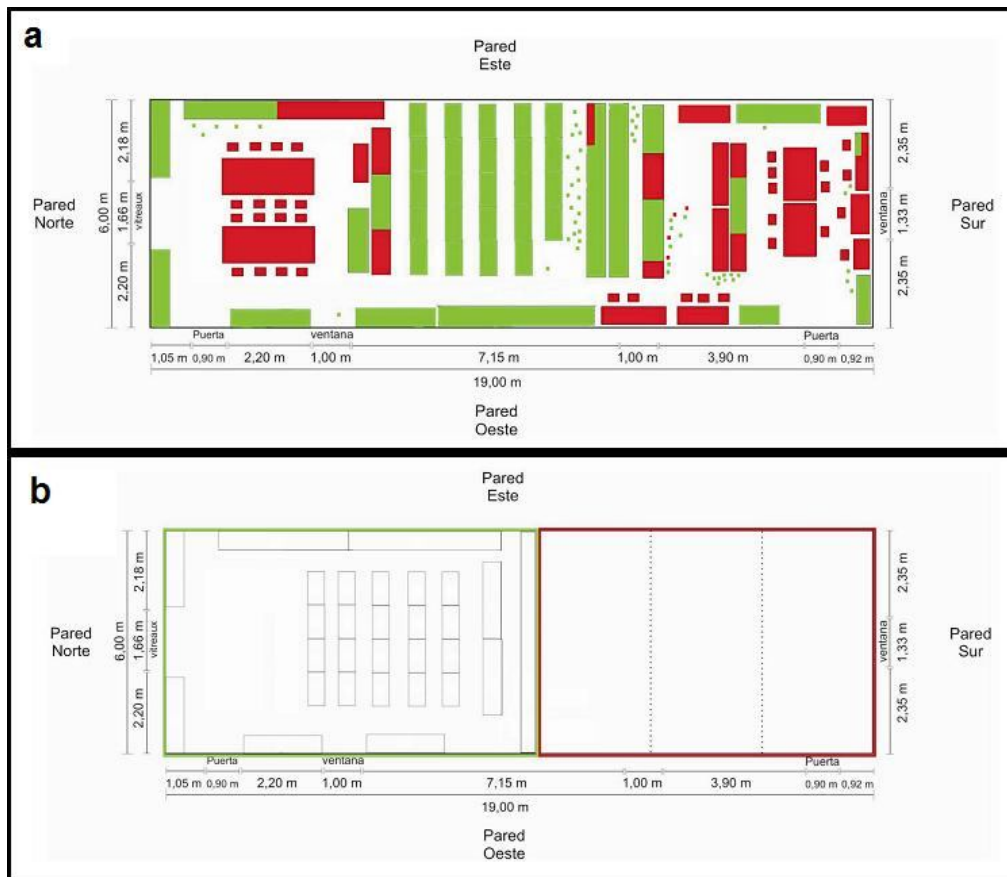 a
Pared
Este
Pared
Norte
6,00 m
2,18 m
1,66 m
vitreaux
2,20 m
2,35 m
ventana
1,33 m
2,35 m
Pared
Sur
Puerta
ventana
Puerta
1,05 m
0,90 m
2,20 m
1,00 m
7,15 m
1,00 m
3,90 m
0,90 m
0,92 m
19,00 m
Pared
Oeste
b
Pared
Este
Pared
Norte
6,00 m
2,18 m
1,66 m
vitreaux
2,20 m
2,35 m
ventana
1,33 m
2,35 m
Pared
Sur
Puerta
ventana
Puerta
1,05 m
0,90 m
2,20 m
1,00 m
7,15 m
1,00 m
3,90 m
0,90 m
0,92 m
19,00 m
Pared
Oeste